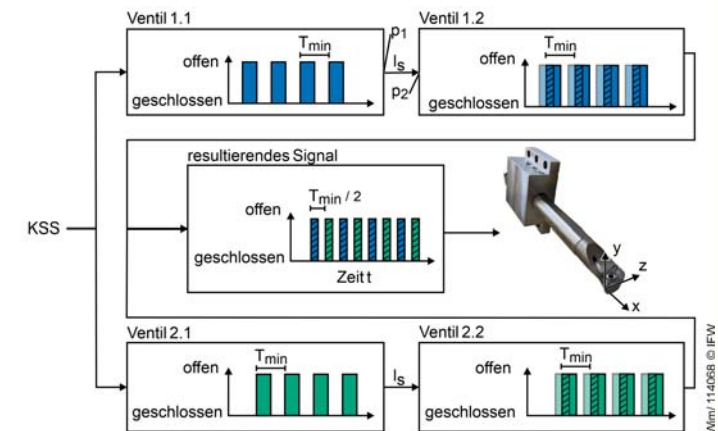 Ventil 1.1
offen
geschlossen
Tmin
p1
ls
p2
Ventil 1.2
Tmin
offen
geschlossen
resultierendes Signal
offen
geschlossen
Tmin / 2
Zeit t
KSS
y
z
x
Ventil 2.1
offen
geschlossen
Tmin
ls
Ventil 2.2
Tmin
offen
geschlossen
Wim/ 114068 © IFW